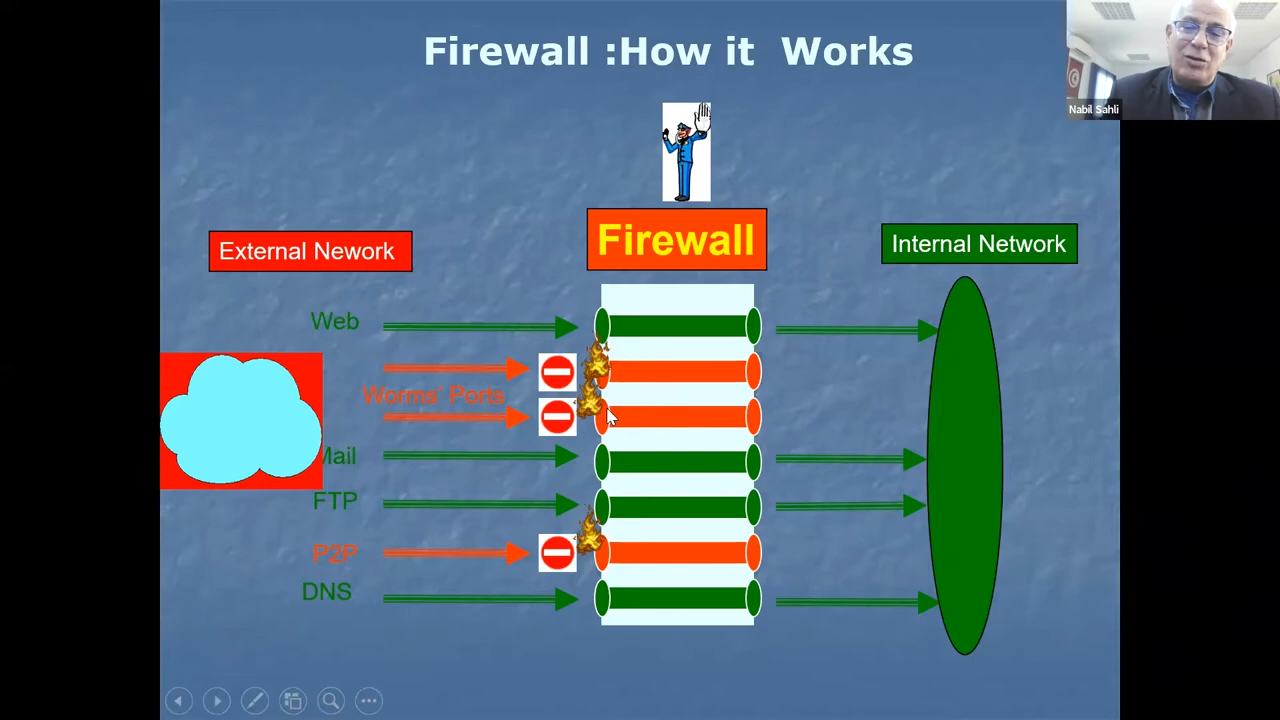 Firewall :How it  Works
Nabil Sahli
Firewall
External Nework
Internal Network
Web
Worms' Ports
Mail
FTP
P2P
DNS